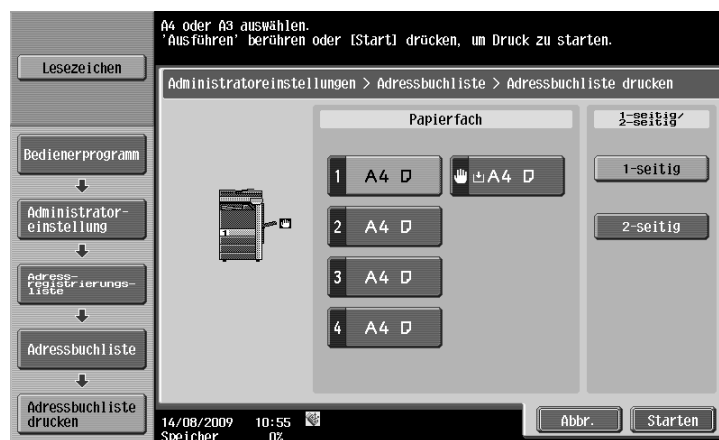 A4 oder A3 auswählen.
'Ausführen' berühren oder [Start] drücken, um Druck zu starten.
Lesezeichen
Administratoreinstellungen > Adressbuchliste > Adressbuchliste drucken
Papierfach
1-seitig/
2-seitig
Bedienerprogramm
Administrator-
einstellung
Adress-
registrierungs-
liste
Adressbuchliste
Adressbuchliste
drucken
1
1 A4
A4
2 A4
3 A4
4 A4
1-seitig
2-seitig
14/08/2009 10:55
Speicher 0%
Abbr.
Starten